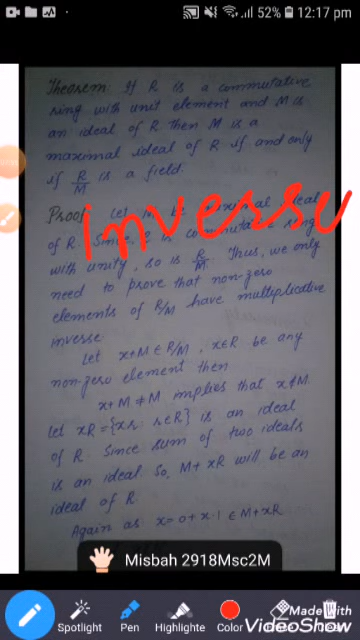 52% 12:17 pm
Theorem: If R is a commutative
ring with unit element and M is
an ideal of R then M is a
maximal ideal of R if and only
if R/M is a field.
Proof Let
of R. Since,
inverse
with unity, so is R/M. Thus, we only
need to prove that non-zero
elements of R/M have multiplicative
inverse.
Let x+M ∈ R/M, x∈R be any
non-zero element then
x+M ≠ M implies that x∉M.
Let xR = {xr : r∈R} is an ideal
of R. Since sum of two ideals
is an ideal. So, M+xR will be an
ideal of R.
Again as x = 0+x·1 ∈ M+xR
Misbah 2918Msc2M
Spotlight Pen Highlighte Color
Made With
VideoShow